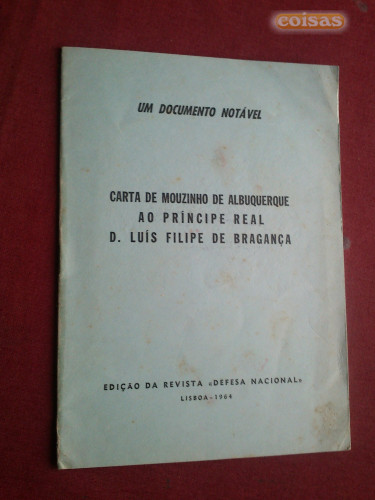 coisas
UM DOCUMENTO NOTÁVEL
CARTA DE MOUZINHO DE ALBUQUERQUE
AO PRÍNCIPE REAL
D. LUÍS FILIPE DE BRAGANÇA
EDIÇÃO DA REVISTA «DEFESA NACIONAL»
LISBOA - 1964